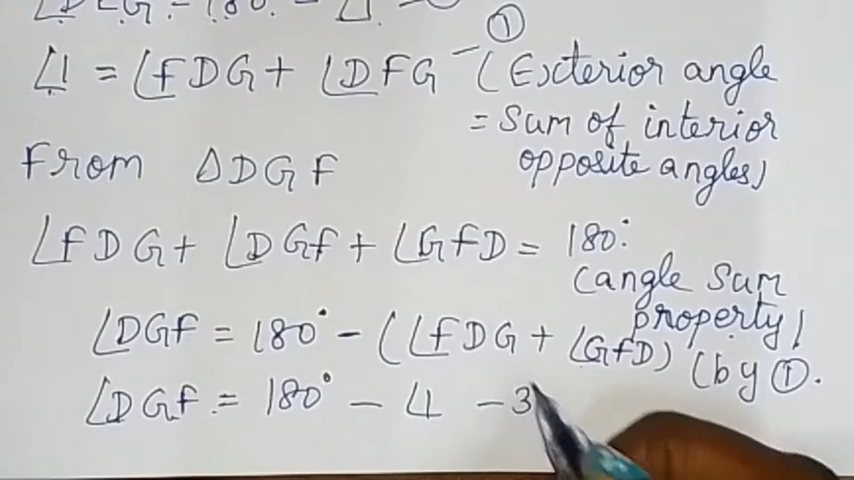 ∠1 = ∠FDG + ∠DFG - ① (Exterior angle
= Sum of interior
opposite angles)
From ΔDGF
∠FDG + ∠DGF + ∠GFD = 180°
(angle sum
property)
∠DGF = 180° - (∠FDG + ∠GFD) (by ①.
∠DGF = 180° - ∠1 - 3